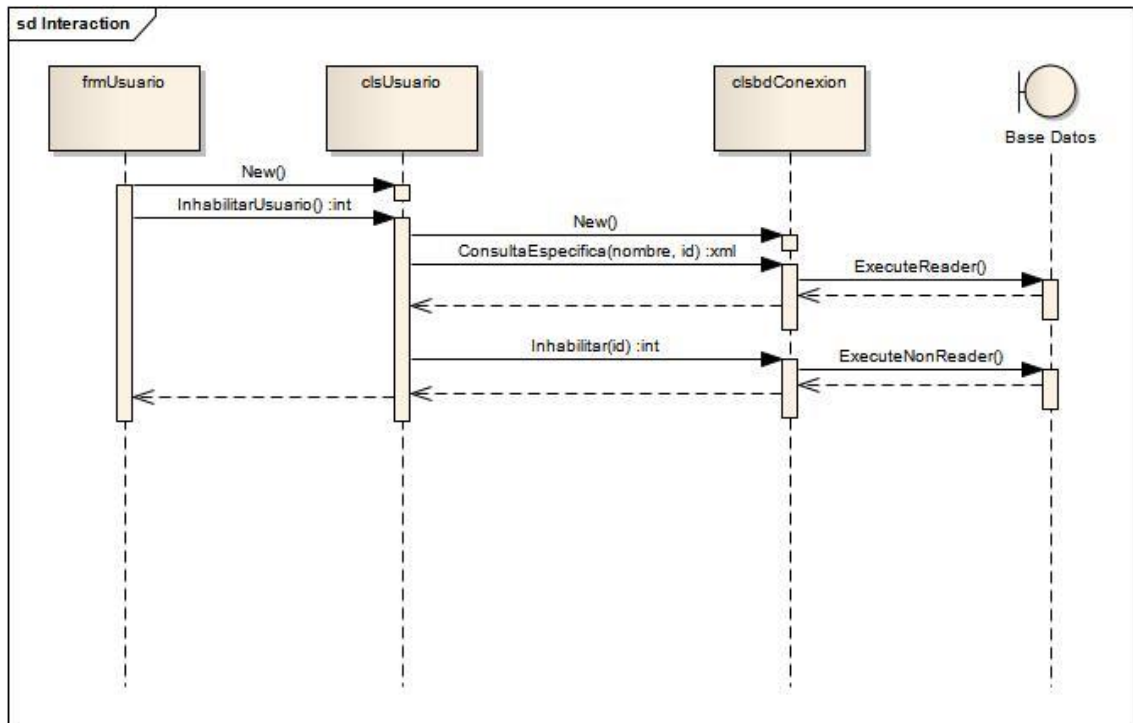 sd Interaction
frmUsuario
clsUsuario
clsbdConexion
Base Datos
New()
InhabilitarUsuario() :int
New()
ConsultaEspecifica(nombre, id) :xml
ExecuteReader()
Inhabilitar(id) :int
ExecuteNonReader()